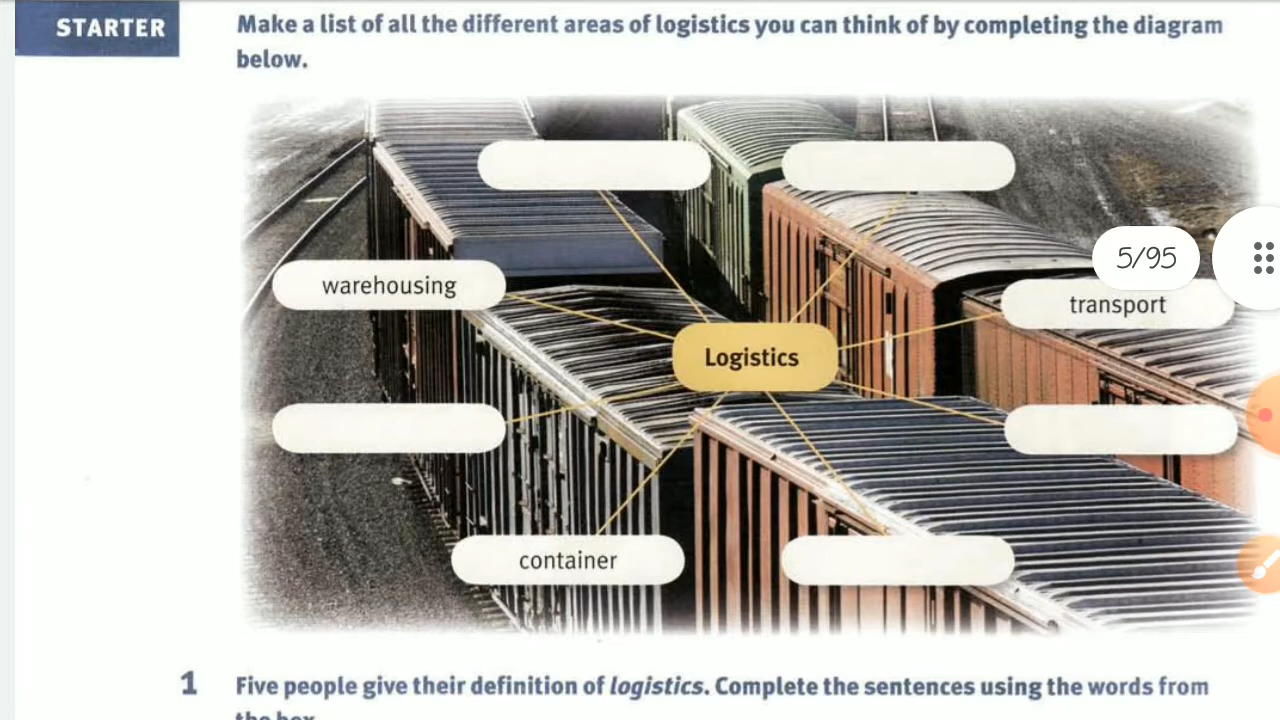 STARTER
Make a list of all the different areas of logistics you can think of by completing the diagram
below.
warehousing
5/95
transport
Logistics
container
1 Five people give their definition of logistics. Complete the sentences using the words from
the box.